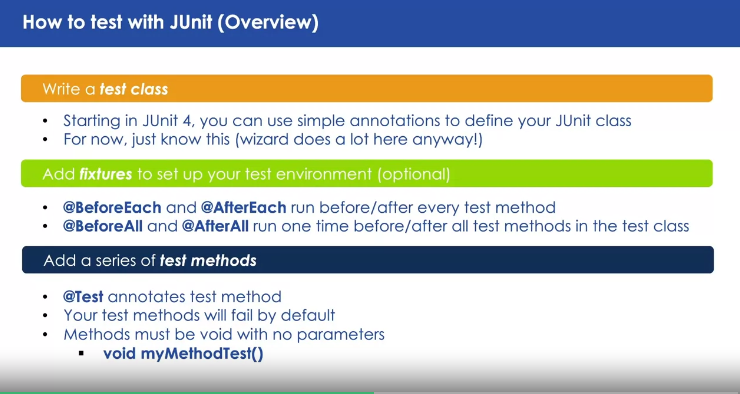 How to test with JUnit (Overview)
Write a test class
• Starting in JUnit 4, you can use simple annotations to define your JUnit class
• For now, just know this (wizard does a lot here anyway!)
Add fixtures to set up your test environment (optional)
• @BeforeEach and @AfterEach run before/after every test method
• @BeforeAll and @AfterAll run one time before/after all test methods in the test class
Add a series of test methods
• @Test annotates test method
• Your test methods will fail by default
• Methods must be void with no parameters
▪ void myMethodTest()